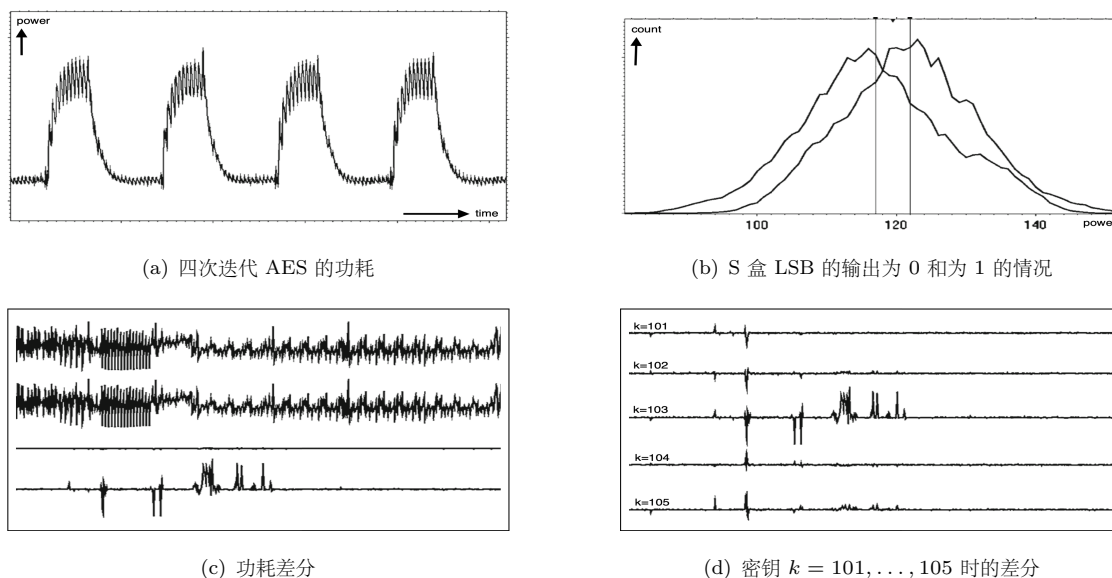 power
time
(a) 四次迭代 AES 的功耗
count
100 120 140
power
(b) S 盒 LSB 的输出为 0 和为 1 的情况
(c) 功耗差分
k=101
k=102
k=103
k=104
k=105
(d) 密钥 k = 101, . . . , 105 时的差分